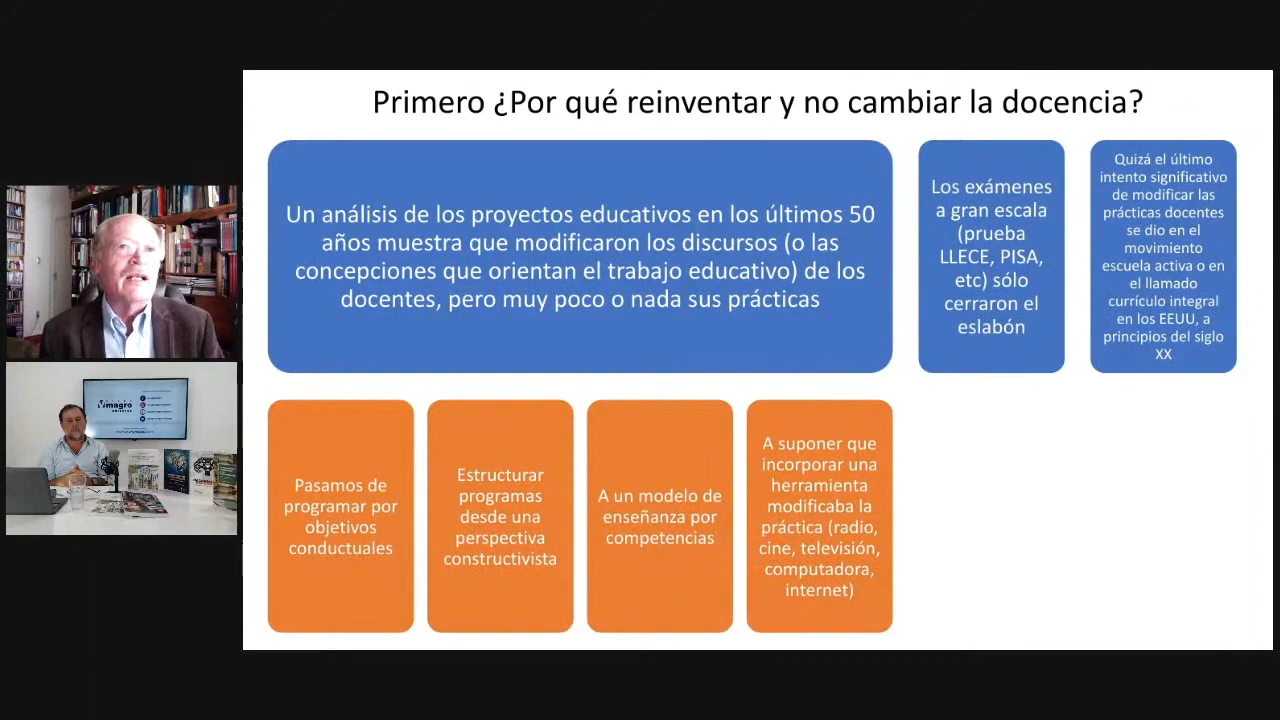 Primero ¿Por qué reinventar y no cambiar la docencia?
Un análisis de los proyectos educativos en los últimos 50
años muestra que modificaron los discursos (o las
concepciones que orientan el trabajo educativo) de los
docentes, pero muy poco o nada sus prácticas
Los exámenes
a gran escala
(prueba
LLECE, PISA,
etc) sólo
cerraron el
eslabón
Quizá el último
intento significativo
de modificar las
prácticas docentes
se dio en el
movimiento
escuela activa o en
el llamado
currículo integral
en los EEUU, a
principios del siglo
XX
Pasamos de
programar por
objetivos
conductuales
Estructurar
programas
desde una
perspectiva
constructivista
A un modelo de
enseñanza por
competencias
A suponer que
incorporar una
herramienta
modificaba la
práctica (radio,
cine, televisión,
computadora,
internet)
magro
editores